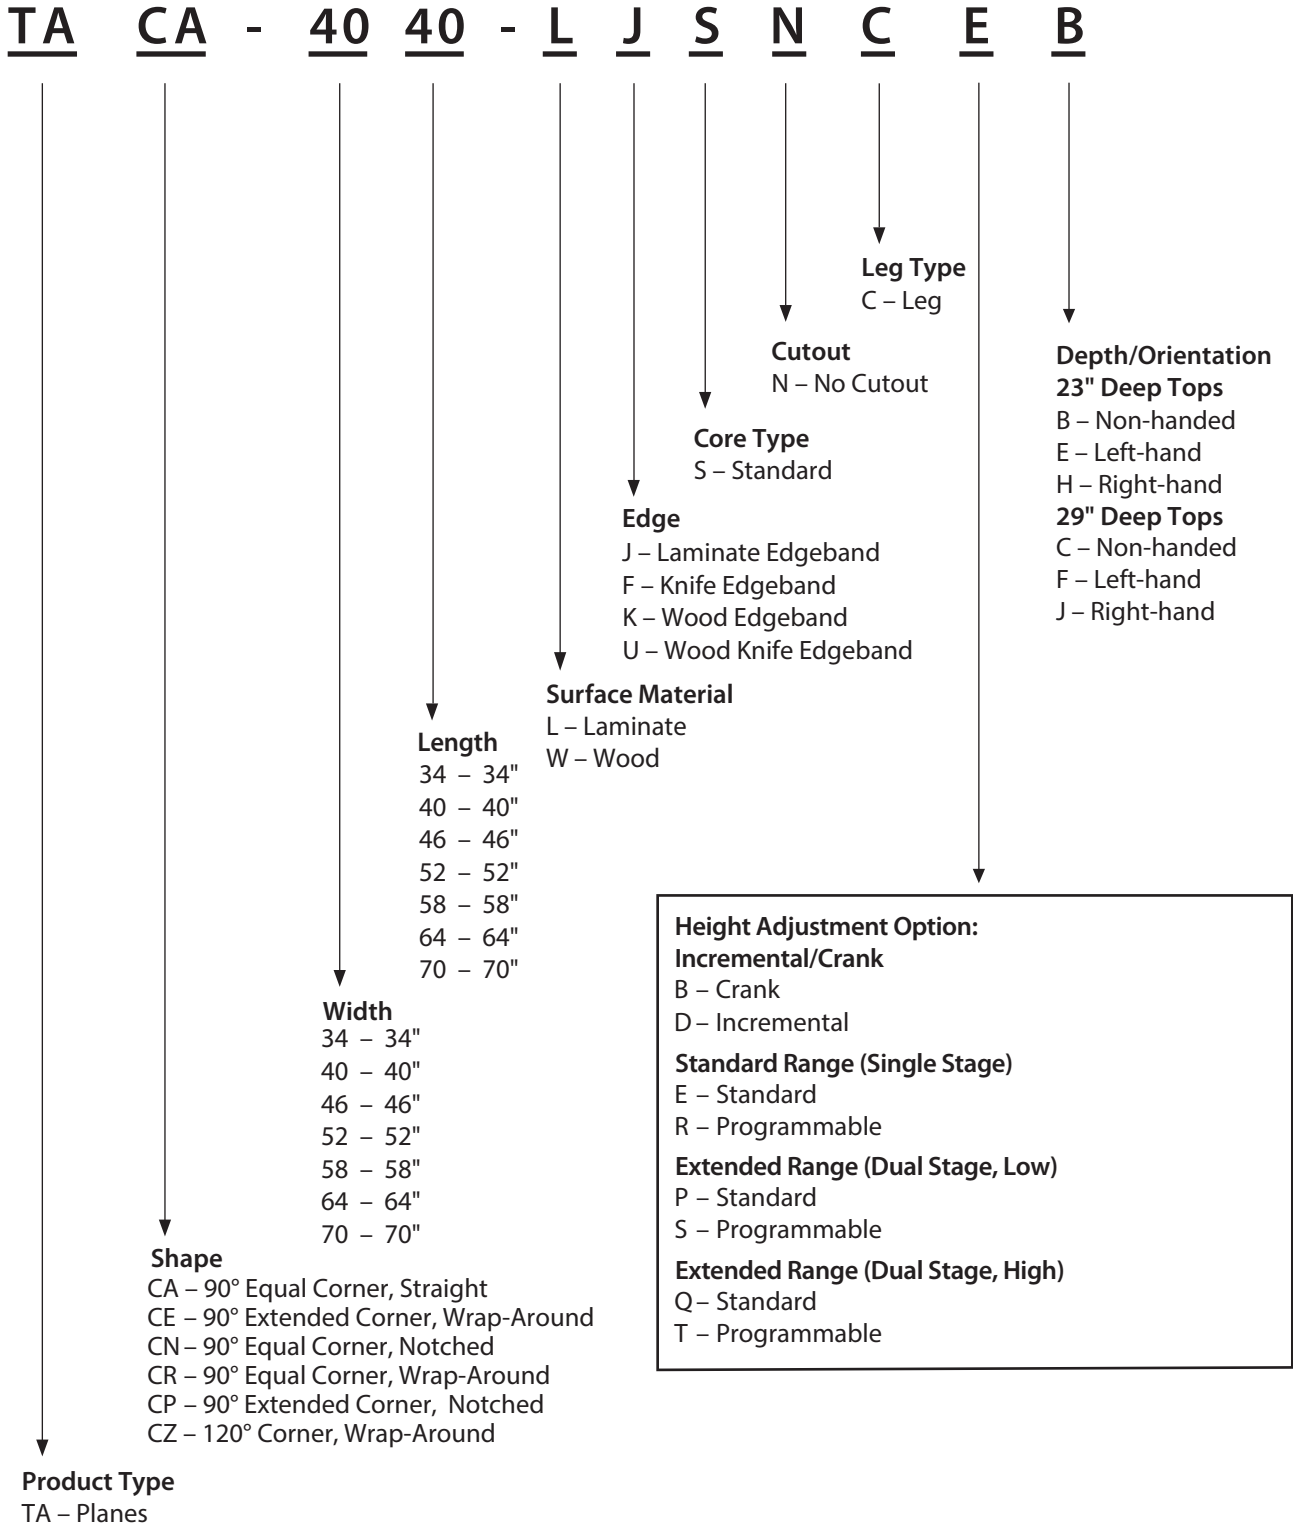 TA CA - 40 40 - L J S N C E B
Leg Type
C – Leg
Cutout
N – No Cutout
Depth/Orientation
23" Deep Tops
B – Non-handed
E – Left-hand
H – Right-hand
29" Deep Tops
C – Non-handed
F – Left-hand
J – Right-hand
Core Type
S – Standard
Edge
J – Laminate Edgeband
F – Knife Edgeband
K – Wood Edgeband
U – Wood Knife Edgeband
Surface Material
L – Laminate
W – Wood
Length
34 – 34"
40 – 40"
46 – 46"
52 – 52"
58 – 58"
64 – 64"
70 – 70"
Height Adjustment Option:
Incremental/Crank
B – Crank
D – Incremental
Standard Range (Single Stage)
E – Standard
R – Programmable
Extended Range (Dual Stage, Low)
P – Standard
S – Programmable
Extended Range (Dual Stage, High)
Q – Standard
T – Programmable
Width
34 – 34"
40 – 40"
46 – 46"
52 – 52"
58 – 58"
64 – 64"
70 – 70"
Shape
CA – 90° Equal Corner, Straight
CE – 90° Extended Corner, Wrap-Around
CN – 90° Equal Corner, Notched
CR – 90° Equal Corner, Wrap-Around
CP – 90° Extended Corner, Notched
CZ – 120° Corner, Wrap-Around
Product Type
TA – Planes